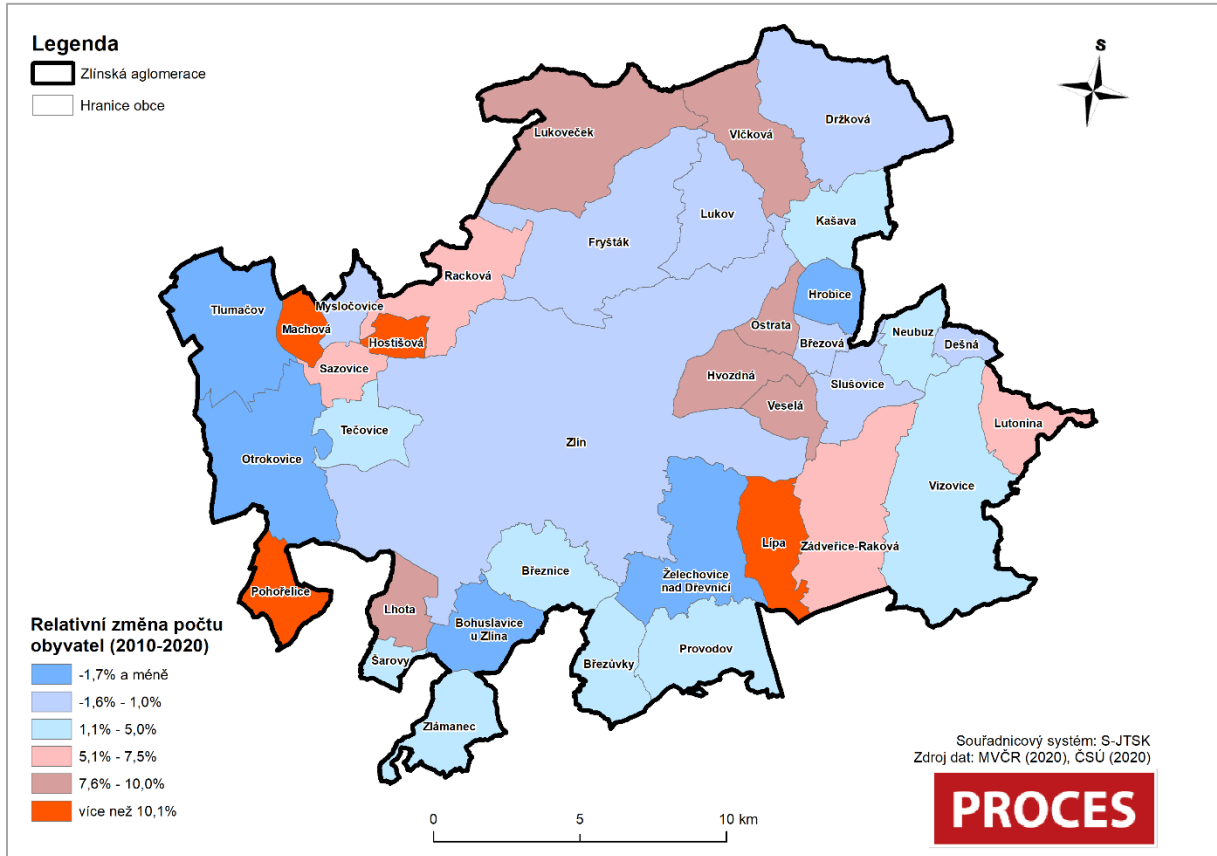 Legenda
Zlínská aglomerace
Hranice obce
S
Lukoveček
Vlčková
Držková
Kašava
Lukov
Fryšták
Racková
Hrobice
Tlumačov
Mysločovice
Machová
Hostišová
Ostrata
Neubuz
Březová
Dešná
Sazovice
Hvozdná
Slušovice
Veselá
Lutonina
Tečovice
Zlín
Otrokovice
Vizovice
Lípa
Zádveřice-Raková
Březnice
Želechovice
nad Dřevnicí
Pohořelice
Lhota
Bohuslavice
u Zlína
Provodov
Šarovy
Březůvky
Zlámanec
Relativní změna počtu
obyvatel (2010-2020)
-1,7% a méně
-1,6% - 1,0%
1,1% - 5,0%
5,1% - 7,5%
7,6% - 10,0%
více než 10,1%
Souřadnicový systém: S-JTSK
Zdroj dat: MVČR (2020), ČSÚ (2020)
PROCES
0 5 10 km